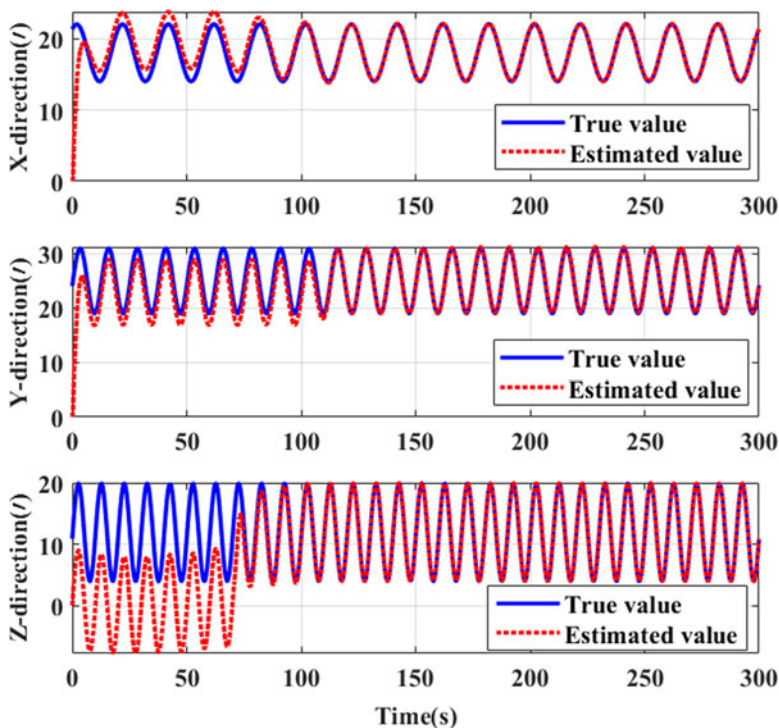 20
10
0
X-direction(′)
True value
Estimated value
0 50 100 150 200 250 300
30
20
10
0
Y-direction(′)
True value
Estimated value
0 50 100 150 200 250 300
20
10
0
Z-direction(′)
True value
Estimated value
0 50 100 150 200 250 300
Time(s)